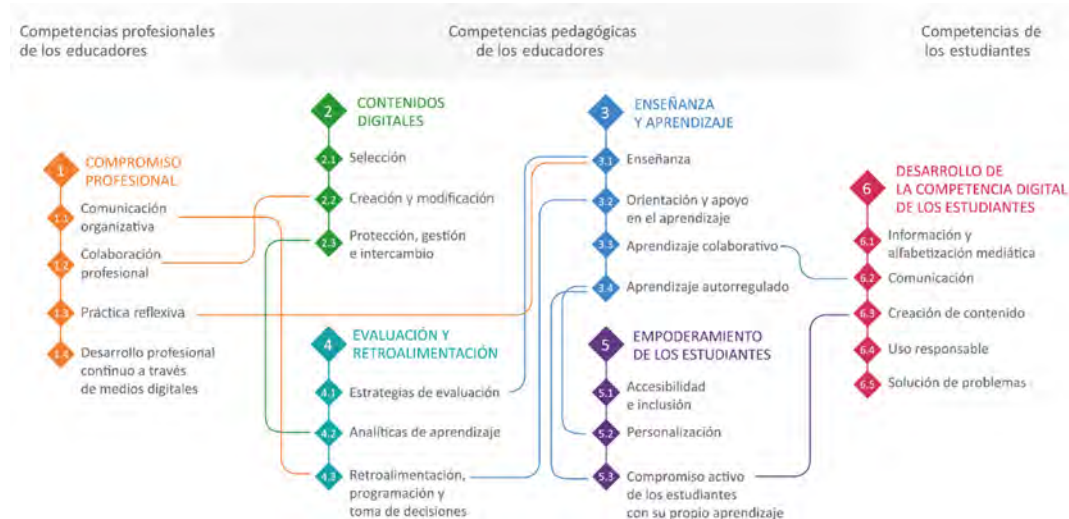 Competencias profesionales
de los educadores
Competencias pedagógicas
de los educadores
Competencias de
los estudiantes
1
COMPROMISO
PROFESIONAL
1.1
Comunicación
organizativa
1.2
Colaboración
profesional
1.3
Práctica reflexiva
1.4
Desarrollo profesional
continuo a través
de medios digitales
2
CONTENIDOS
DIGITALES
2.1
Selección
2.2
Creación y modificación
2.3
Protección, gestión
e intercambio
3
ENSEÑANZA
Y APRENDIZAJE
3.1
Enseñanza
3.2
Orientación y apoyo
en el aprendizaje
3.3
Aprendizaje colaborativo
3.4
Aprendizaje autorregulado
4
EVALUACIÓN Y
RETROALIMENTACIÓN
4.1
Estrategias de evaluación
4.2
Analíticas de aprendizaje
4.3
Retroalimentación,
programación y
toma de decisiones
5
EMPODERAMIENTO
DE LOS ESTUDIANTES
5.1
Accesibilidad
e inclusión
5.2
Personalización
5.3
Compromiso activo
de los estudiantes
con su propio aprendizaje
6
DESARROLLO DE
LA COMPETENCIA DIGITAL
DE LOS ESTUDIANTES
6.1
Información y
alfabetización mediática
6.2
Comunicación
6.3
Creación de contenido
6.4
Uso responsable
6.5
Solución de problemas